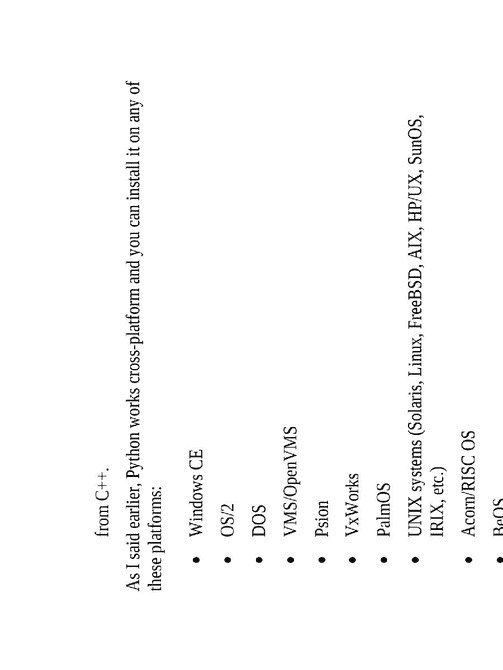 from C++.
As I said earlier, Python works cross-platform and you can install it on any of
these platforms:
• Windows CE
• OS/2
• DOS
• VMS/OpenVMS
• Psion
• VxWorks
• PalmOS
• UNIX systems (Solaris, Linux, FreeBSD, AIX, HP/UX, SunOS,
IRIX, etc.)
• Acorn/RISC OS
• BeOS